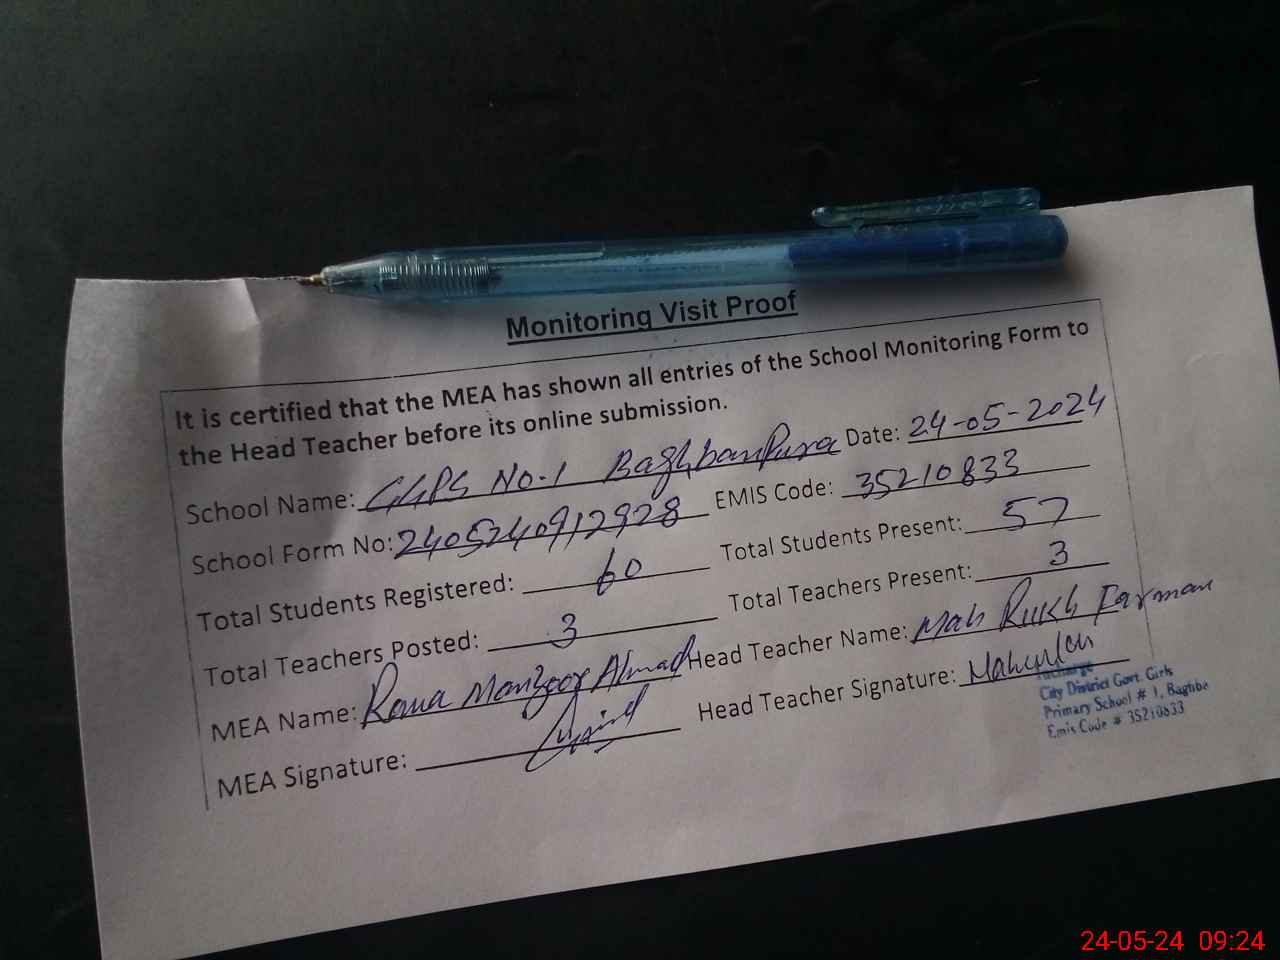 Monitoring Visit Proof
It is certified that the MEA has shown all entries of the School Monitoring Form to
the Head Teacher before its online submission.
School Name: GGPS No.1 Baghbanpura Date: 24-05-2024
School Form No: 2405240912928 EMIS Code: 35210833
Total Students Registered: 60 Total Students Present: 57
Total Teachers Posted: 3 Total Teachers Present: 3
MEA Name: Rana Manzoor Ahmad Head Teacher Name: Mah Rukh Farman
MEA Signature: Head Teacher Signature:
Incharge
City District Govt. Girls
Primary School # 1, Bagtiba
Emis Code # 35210833
24-05-24 09:24